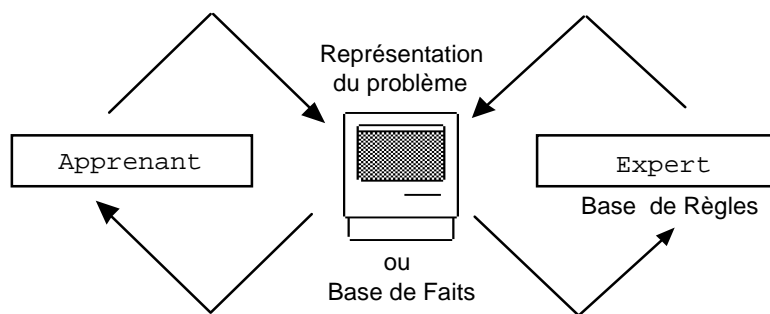 Représentation
du problème
Apprenant
Expert
Base de Règles
ou
Base de Faits